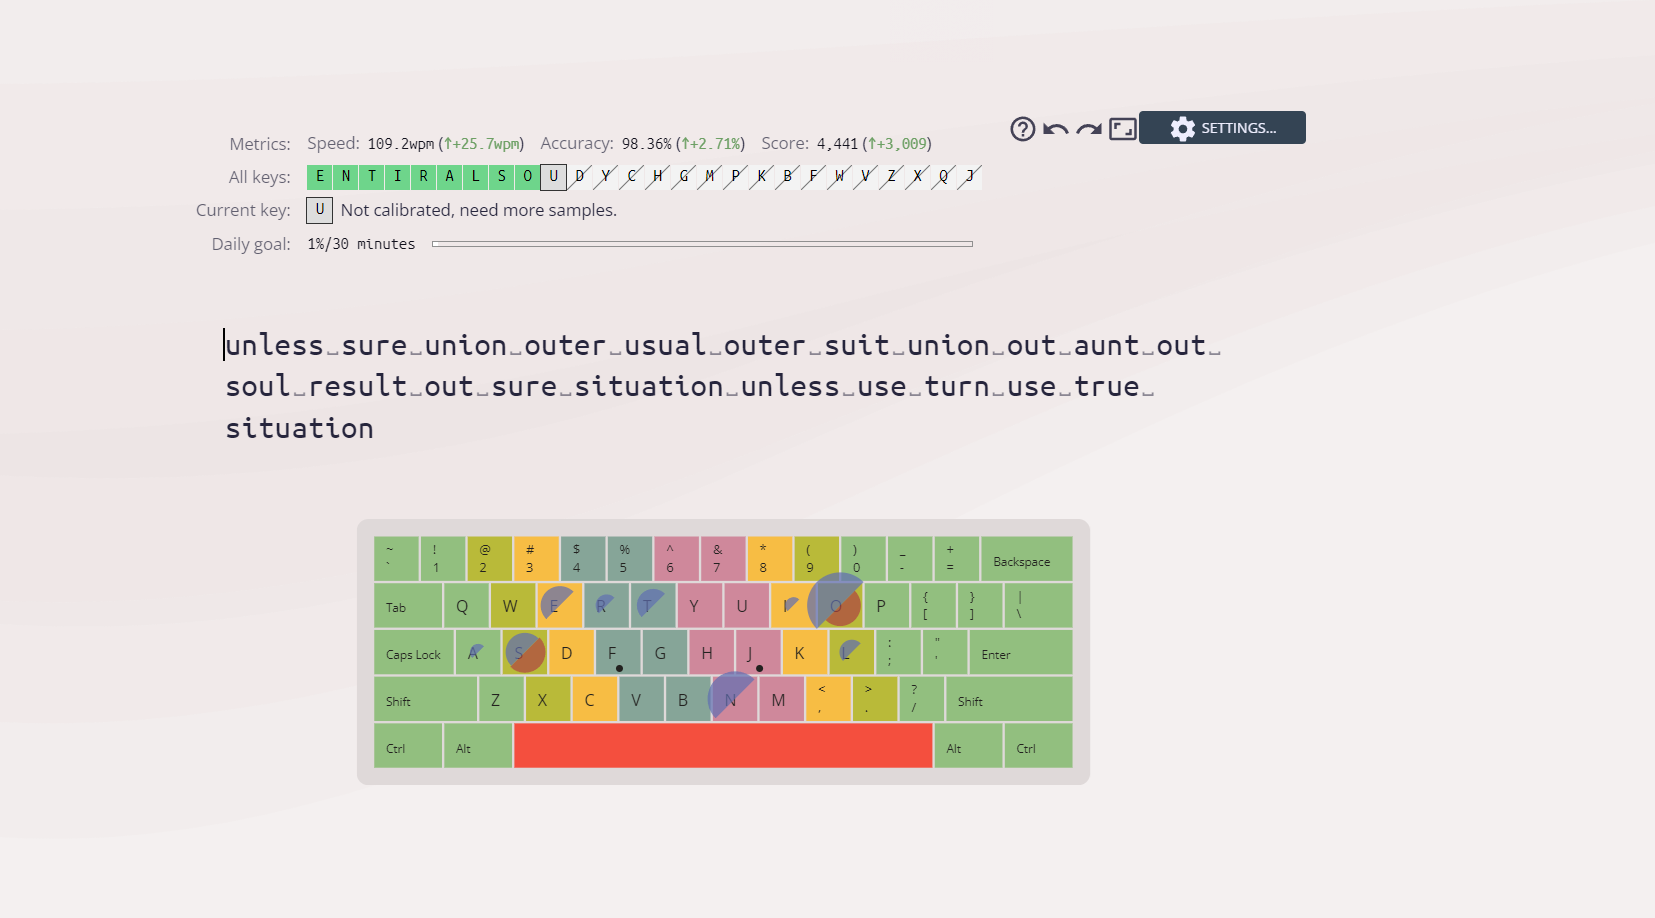 Metrics: Speed: 109.2wpm (↑+25.7wpm) Accuracy: 98.36% (↑+2.71%) Score: 4,441 (↑+3,009)
SETTINGS...
All keys: E N T I R A L S O U D Y C H G M P K B F W V Z X Q J
Current key: U Not calibrated, need more samples.
Daily goal: 1%/30 minutes
unless␣sure␣union␣outer␣usual␣outer␣suit␣union␣out␣aunt␣out␣
soul␣result␣out␣sure␣situation␣unless␣use␣turn␣use␣true␣
situation
~ ! @ # $ % ^ & * ( ) _ +
` 1 2 3 4 5 6 7 8 9 0 - = Backspace
Tab Q W E R T Y U I O P { [ } ] | \
Caps Lock A S D F G H J K L : ; " ' Enter
Shift Z X C V B N M < , > . ? / Shift
Ctrl Alt Alt Ctrl